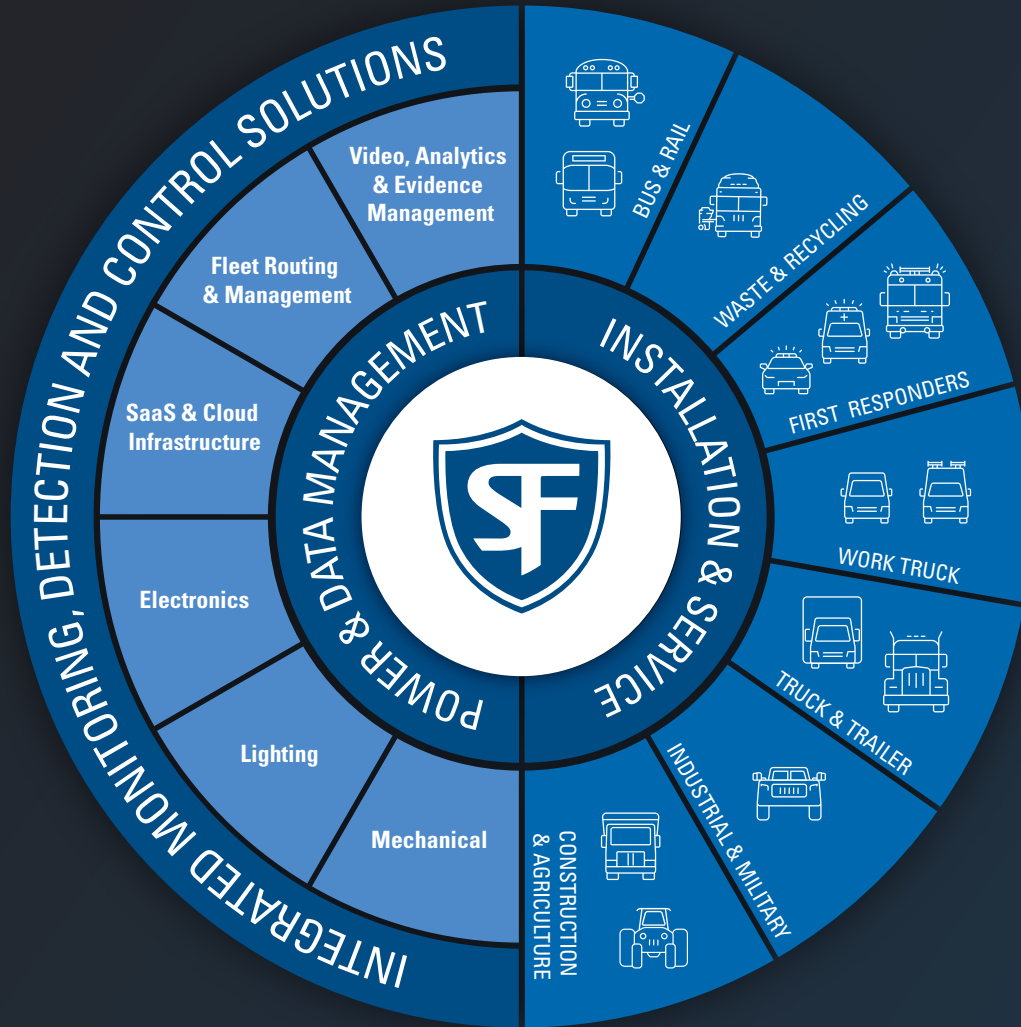 INTEGRATED MONITORING, DETECTION AND CONTROL SOLUTIONS
Video, Analytics
& Evidence
Management
Fleet Routing
& Management
SaaS & Cloud
Infrastructure
Electronics
Lighting
Mechanical
POWER & DATA MANAGEMENT
SF
INSTALLATION & SERVICE
BUS & RAIL
WASTE & RECYCLING
FIRST RESPONDERS
WORK TRUCK
TRUCK & TRAILER
INDUSTRIAL & MILITARY
CONSTRUCTION
& AGRICULTURE